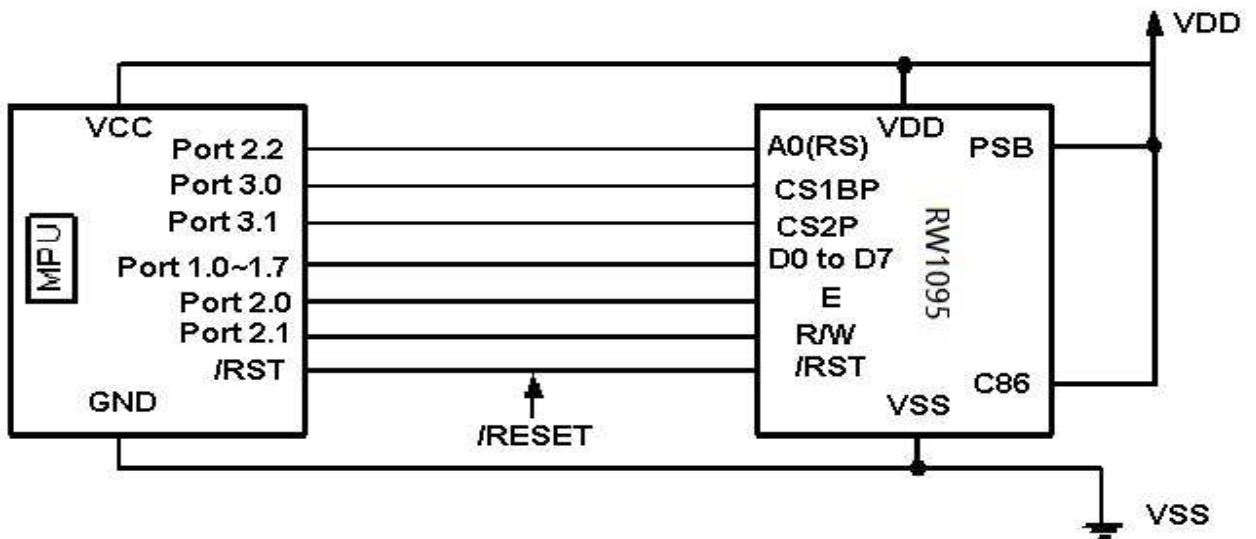 VDD
VCC
Port 2.2
Port 3.0
Port 3.1
Port 1.0~1.7
Port 2.0
Port 2.1
/RST
GND
MPU
/RESET
VDD
A0(RS)
PSB
CS1BP
CS2P
D0 to D7
E
R/W
/RST
RW1095
C86
VSS
VSS